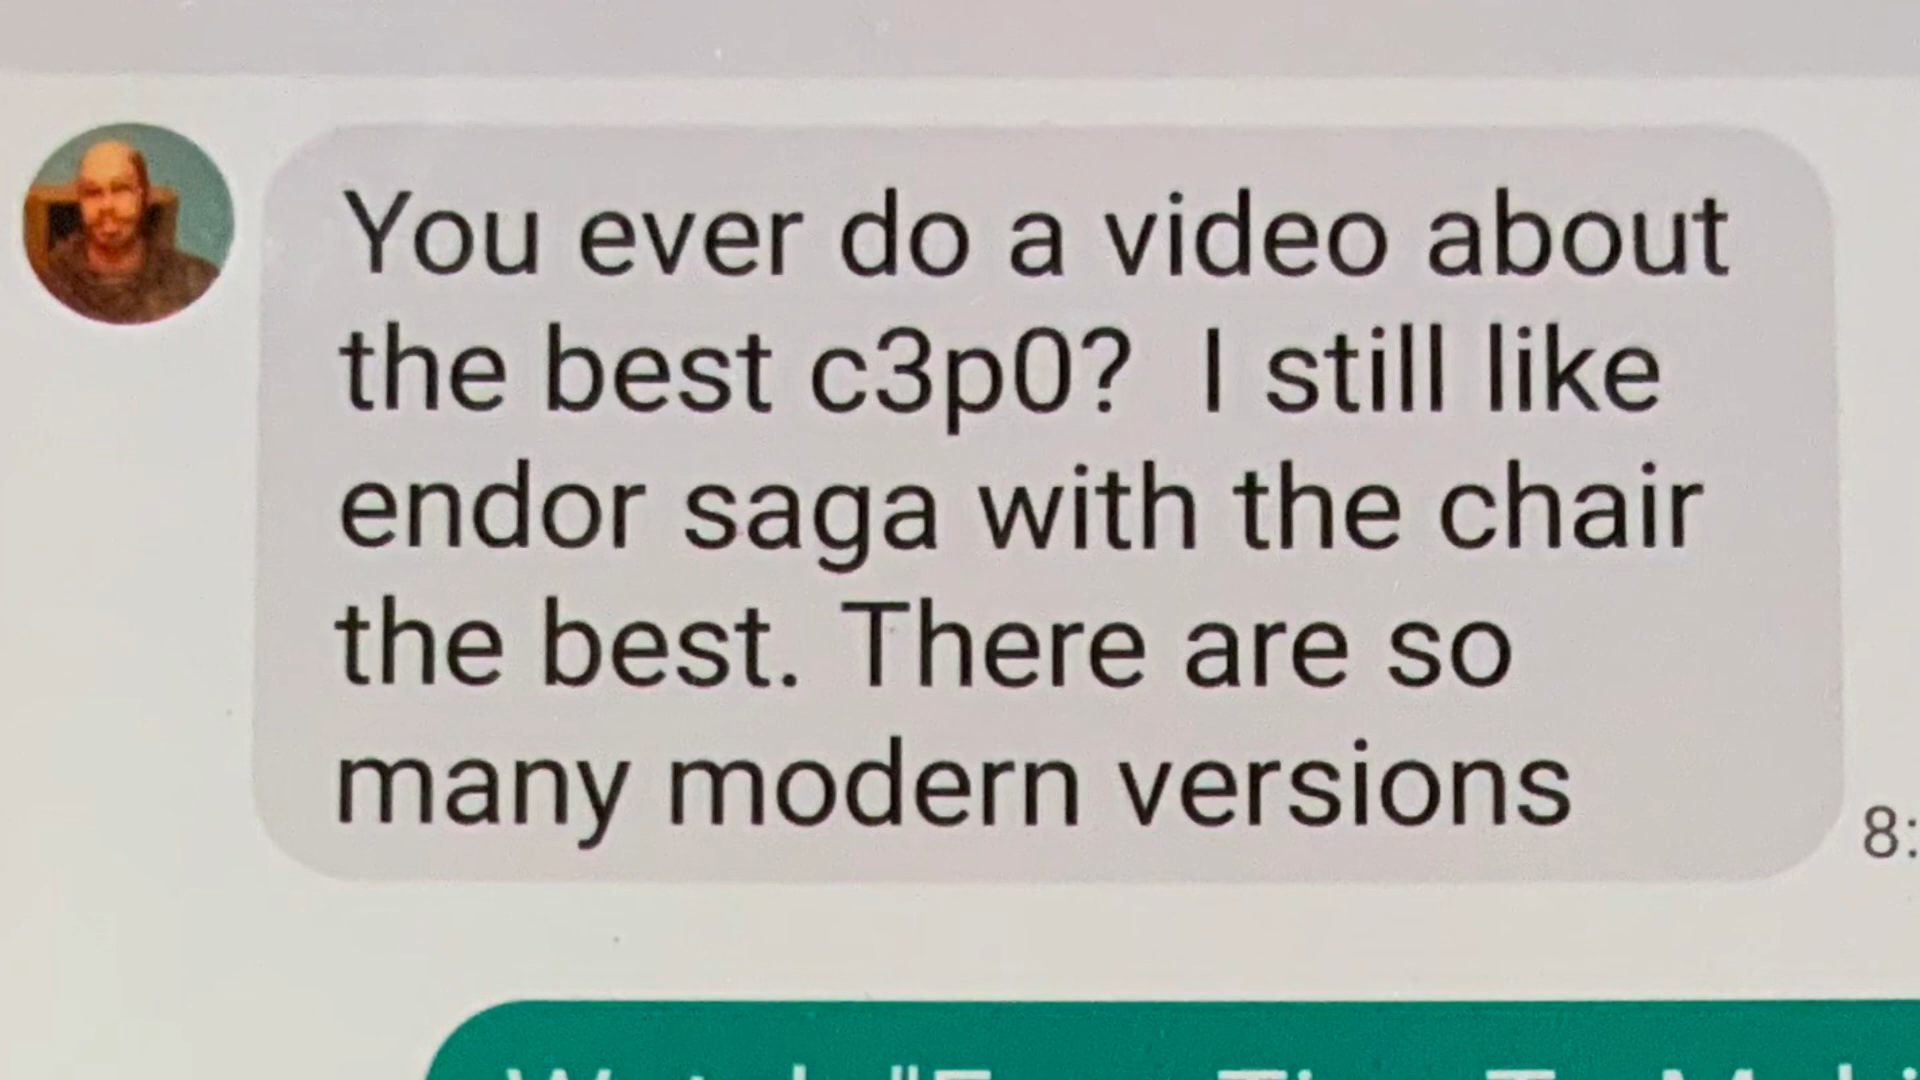 You ever do a video about
the best c3p0?  I still like
endor saga with the chair
the best. There are so
many modern versions
8: